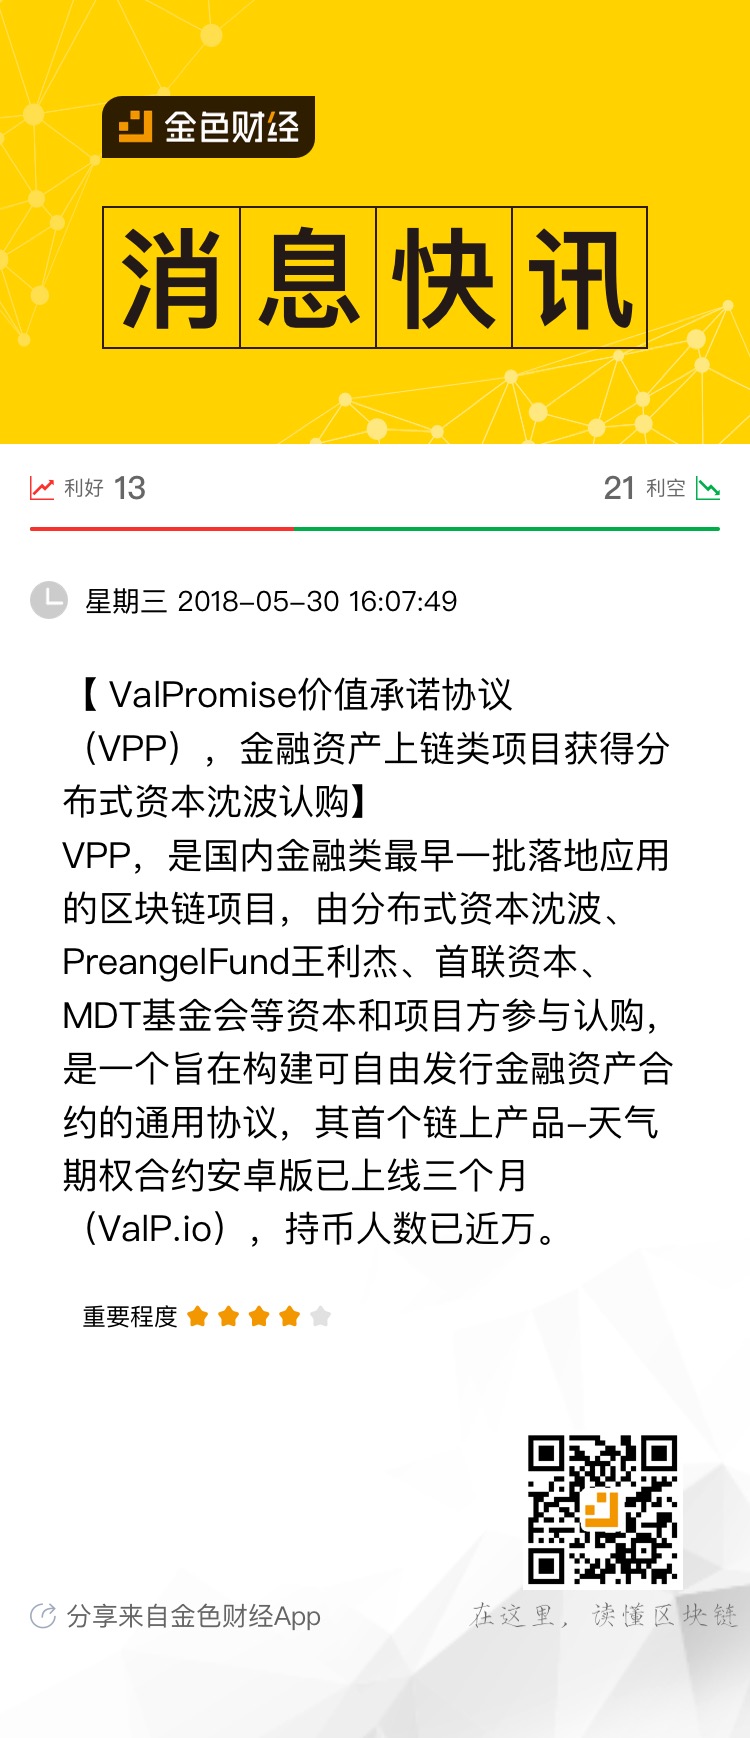 金色财经
消息快讯
利好 13
21 利空
星期三 2018-05-30 16:07:49
【 ValPromise价值承诺协议
（VPP），金融资产上链类项目获得分
布式资本沈波认购】
VPP，是国内金融类最早一批落地应用
的区块链项目，由分布式资本沈波、
PreangelFund王利杰、首联资本、
MDT基金会等资本和项目方参与认购，
是一个旨在构建可自由发行金融资产合
约的通用协议，其首个链上产品–天气
期权合约安卓版已上线三个月
（ValP.io），持币人数已近万。
重要程度
分享来自金色财经App
在这里，读懂区块链